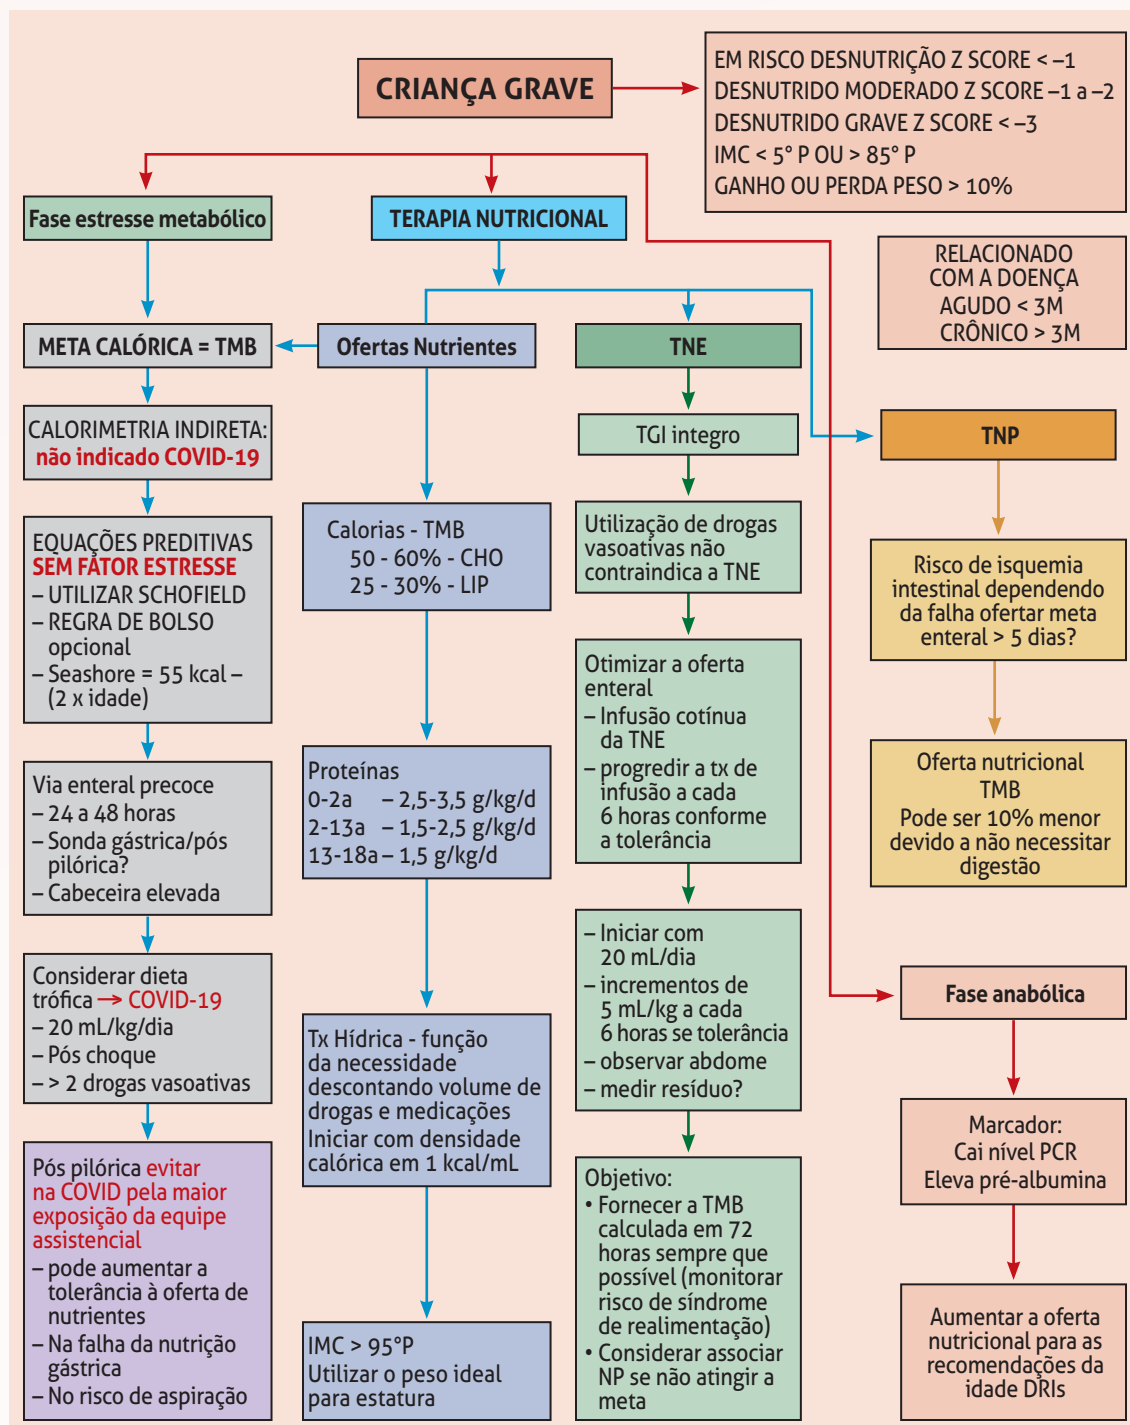 CRIANÇA GRAVE
EM RISCO DESNUTRIÇÃO Z SCORE < –1
DESNUTRIDO MODERADO Z SCORE –1 a –2
DESNUTRIDO GRAVE Z SCORE < –3
IMC < 5° P OU > 85° P
GANHO OU PERDA PESO > 10%
Fase estresse metabólico
TERAPIA NUTRICIONAL
RELACIONADO
COM A DOENÇA
AGUDO < 3M
CRÔNICO > 3M
META CALÓRICA = TMB
Ofertas Nutrientes
TNE
TNP
CALORIMETRIA INDIRETA:
não indicado COVID-19
EQUAÇÕES PREDITIVAS
SEM FATOR ESTRESSE
– UTILIZAR SCHOFIELD
– REGRA DE BOLSO
opcional
– Seashore = 55 kcal –
(2 x idade)
Via enteral precoce
– 24 a 48 horas
– Sonda gástrica/pós
pilórica?
– Cabeceira elevada
Considerar dieta
trófica → COVID-19
– 20 mL/kg/dia
– Pós choque
– > 2 drogas vasoativas
Pós pilórica evitar
na COVID pela maior
exposição da equipe
assistencial
– pode aumentar a
tolerância à oferta de
nutrientes
– Na falha da nutrição
gástrica
– No risco de aspiração
Calorias - TMB
50 - 60% - CHO
25 - 30% - LIP
Proteínas
0-2a – 2,5-3,5 g/kg/d
2-13a – 1,5-2,5 g/kg/d
13-18a – 1,5 g/kg/d
Tx Hídrica - função
da necessidade
descontando volume de
drogas e medicações
Iniciar com densidade
calórica em 1 kcal/mL
IMC > 95°P
Utilizar o peso ideal
para estatura
TGI integro
Utilização de drogas
vasoativas não
contraindica a TNE
Otimizar a oferta
enteral
– Infusão cotínua
da TNE
– progredir a tx de
infusão a cada
6 horas conforme
a tolerância
– Iniciar com
20 mL/dia
– incrementos de
5 mL/kg a cada
6 horas se tolerância
– observar abdome
– medir resíduo?
Objetivo:
• Fornecer a TMB
calculada em 72
horas sempre que
possível (monitorar
risco de síndrome
de realimentação)
• Considerar associar
NP se não atingir a
meta
Risco de isquemia
intestinal dependendo
da falha ofertar meta
enteral > 5 dias?
Oferta nutricional
TMB
Pode ser 10% menor
devido a não necessitar
digestão
Fase anabólica
Marcador:
Cai nível PCR
Eleva pré-albumina
Aumentar a oferta
nutricional para as
recomendações da
idade DRIs